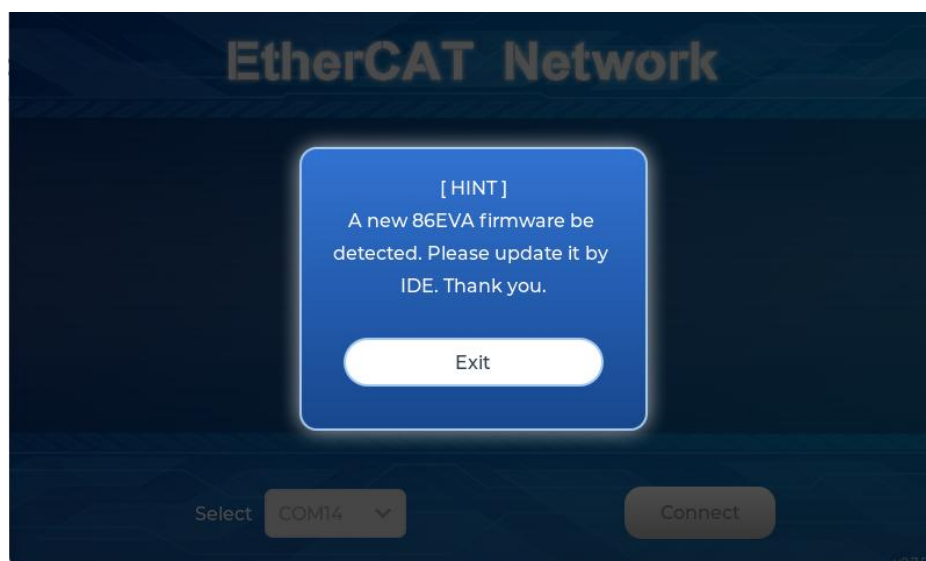 EtherCAT Network
[ HINT ]
A new 86EVA firmware be
detected. Please update it by
IDE. Thank you.
Exit
Select
COM14
Connect